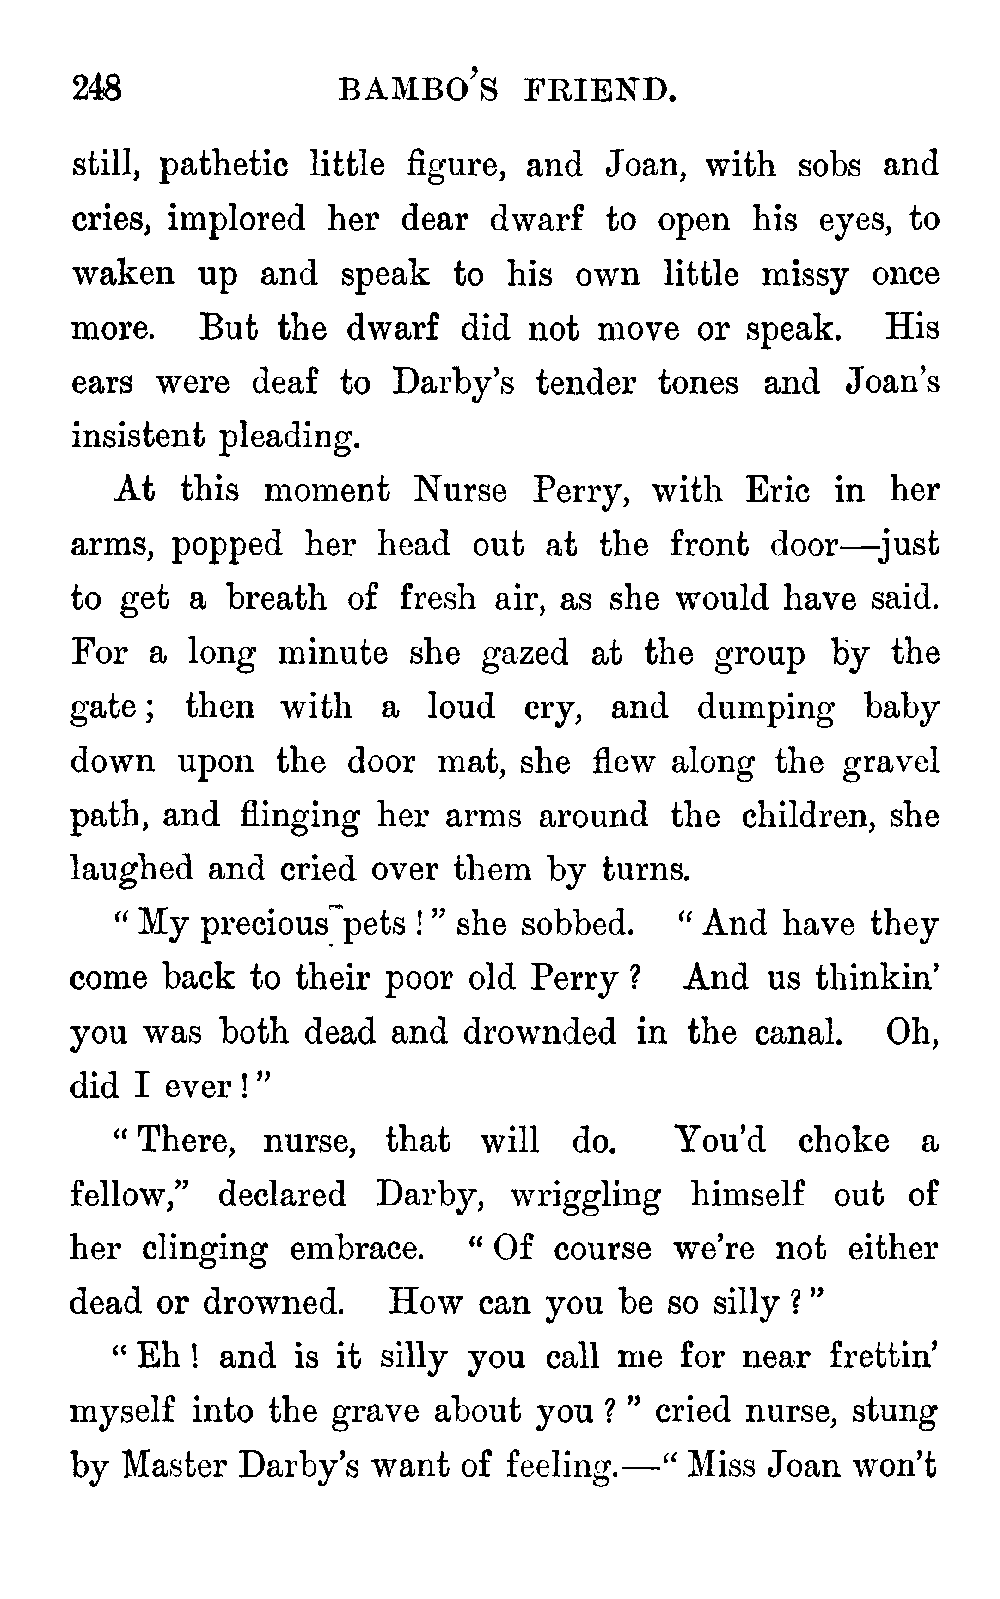 248 BAMBO'S FRIEND.
still, pathetic little figure, and Joan, with sobs and
cries, implored her dear dwarf to open his eyes, to
waken up and speak to his own little missy once
more. But the dwarf did not move or speak. His
ears were deaf to Darby's tender tones and Joan's
insistent pleading.
At this moment Nurse Perry, with Eric in her
arms, popped her head out at the front door—just
to get a breath of fresh air, as she would have said.
For a long minute she gazed at the group by the
gate; then with a loud cry, and dumping baby
down upon the door mat, she flew along the gravel
path, and flinging her arms around the children, she
laughed and cried over them by turns.
"My precious pets!" she sobbed. "And have they
come back to their poor old Perry? And us thinkin'
you was both dead and drownded in the canal. Oh,
did I ever!"
"There, nurse, that will do. You'd choke a
fellow," declared Darby, wriggling himself out of
her clinging embrace. "Of course we're not either
dead or drowned. How can you be so silly?"
"Eh! and is it silly you call me for near frettin'
myself into the grave about you?" cried nurse, stung
by Master Darby's want of feeling.—"Miss Joan won't